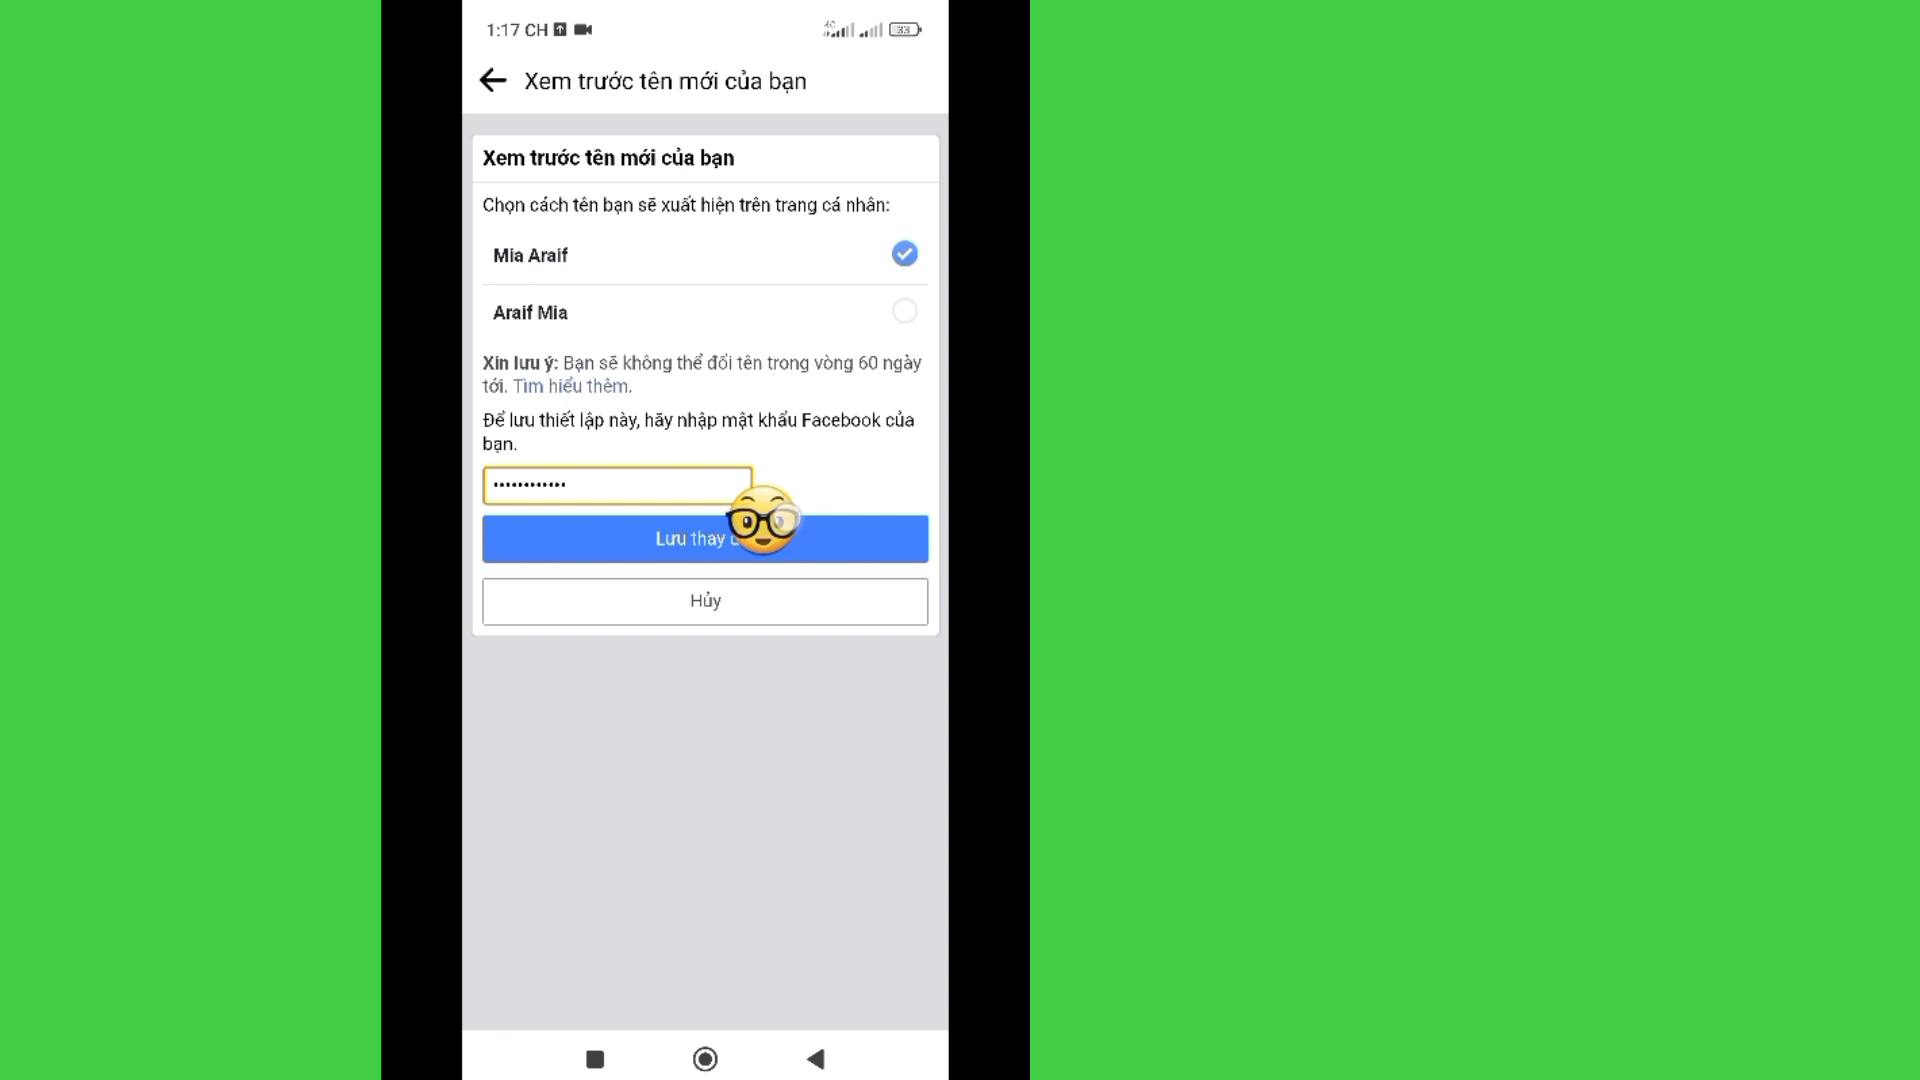 1:17 CH
4G
33
Xem trước tên mới của bạn
Xem trước tên mới của bạn
Chọn cách tên bạn sẽ xuất hiện trên trang cá nhân:
Mia Araif
Araif Mia
Xin lưu ý: Bạn sẽ không thể đổi tên trong vòng 60 ngày
tới. Tìm hiểu thêm.
Để lưu thiết lập này, hãy nhập mật khẩu Facebook của
bạn.
••••••••••••
Lưu thay
Hủy